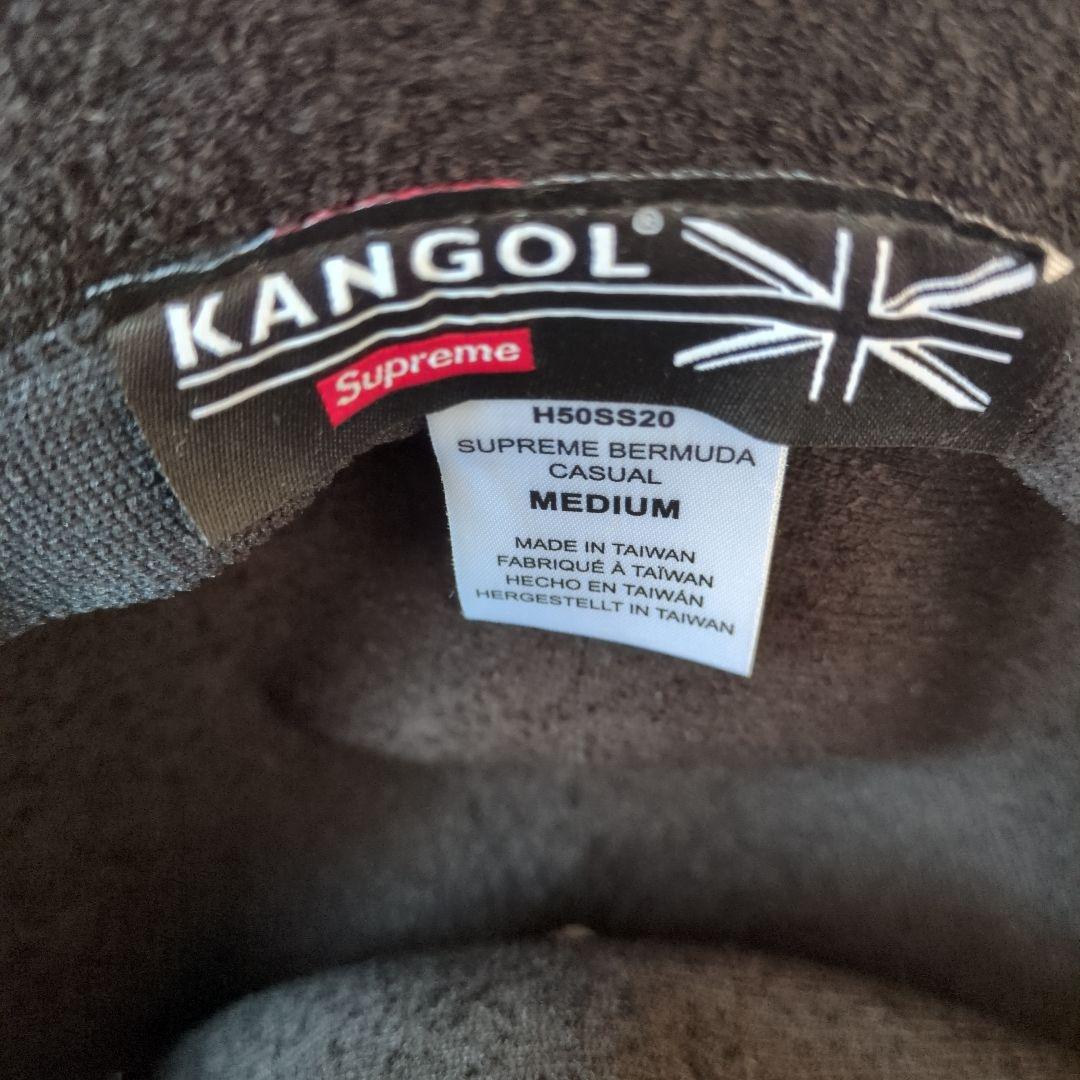 KANGOL®
Supreme
H50SS20
SUPREME BERMUDA
CASUAL
MEDIUM
MADE IN TAIWAN
FABRIQUÉ À TAÏWAN
HECHO EN TAIWÁN
HERGESTELLT IN TAIWAN